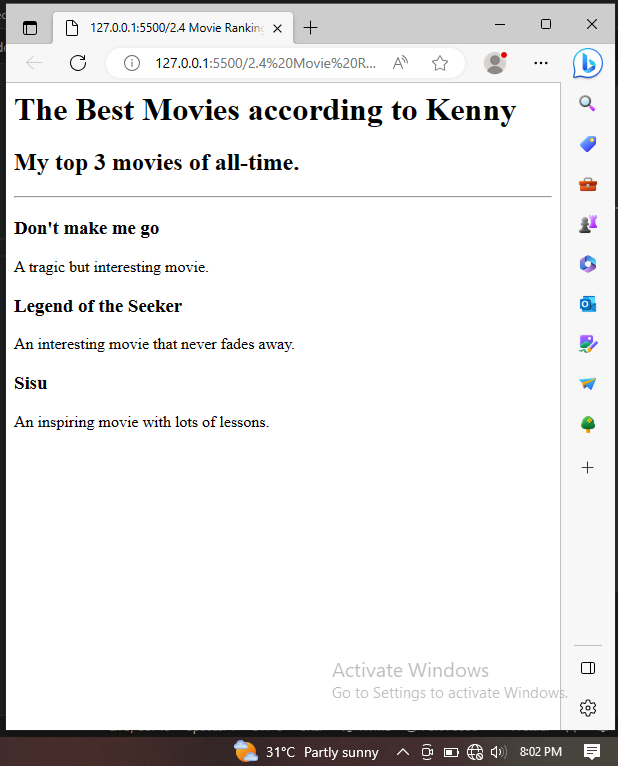 127.0.0.1:5500/2.4 Movie Ranking
127.0.0.1:5500/2.4%20Movie%20R...
The Best Movies according to Kenny
My top 3 movies of all-time.
Don't make me go
A tragic but interesting movie.
Legend of the Seeker
An interesting movie that never fades away.
Sisu
An inspiring movie with lots of lessons.
Activate Windows
Go to Settings to activate Windows.
31°C Partly sunny
8:02 PM